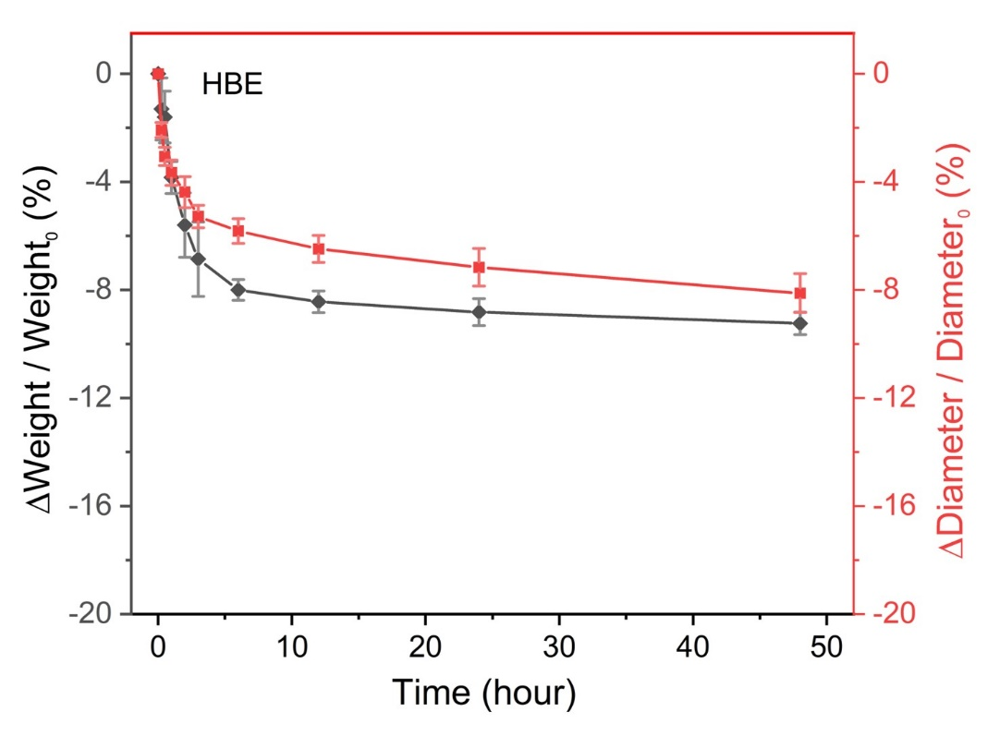 HBE
ΔWeight / Weight₀ (%)
0
-4
-8
-12
-16
-20
0
-4
-8
-12
-16
-20
ΔDiameter / Diameter₀ (%)
0 10 20 30 40 50
Time (hour)